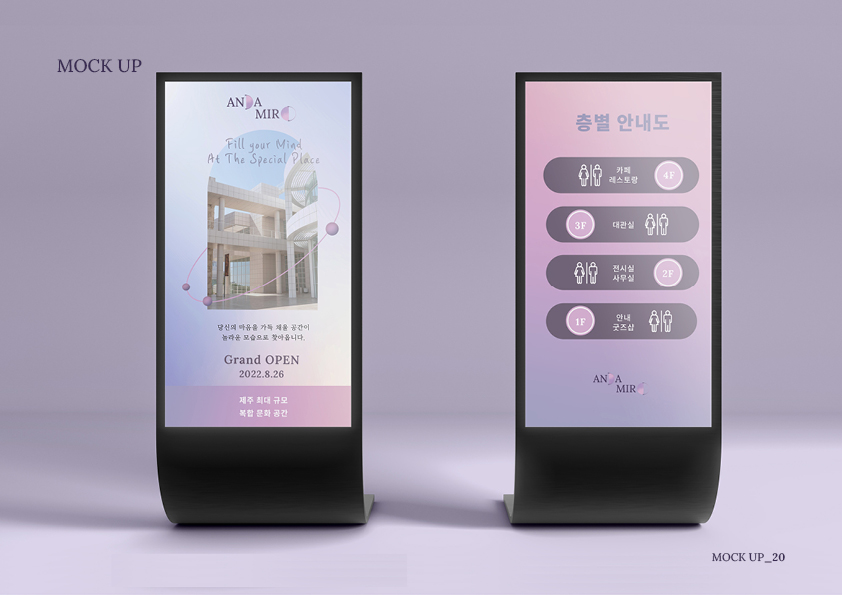 MOCK UP
ANDA
MIRO
Fill your Mind
At The Special Place
당신의 마음을 가득 채울 공간이
놀라운 모습으로 찾아옵니다.
Grand OPEN
2022.8.26
제주 최대 규모
복합 문화 공간
층별 안내도
카페
레스토랑
4F
3F
대관실
전시실
사무실
2F
1F
안내
굿즈샵
ANDA
MIRO
MOCK UP_20